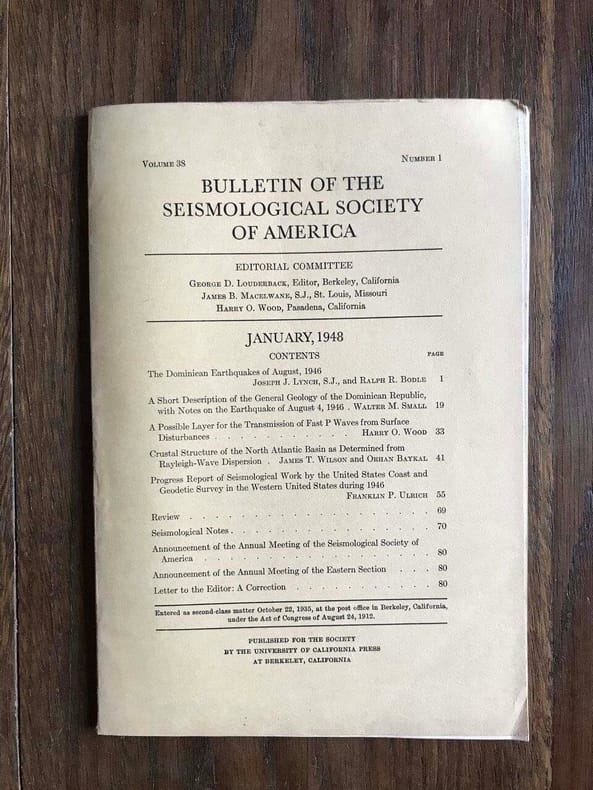 VOLUME 38 NUMBER 1
BULLETIN OF THE
SEISMOLOGICAL SOCIETY
OF AMERICA
EDITORIAL COMMITTEE
GEORGE D. LOUDERBACK, Editor, Berkeley, California
JAMES B. MACELWANE, S.J., St. Louis, Missouri
HARRY O. WOOD, Pasadena, California
JANUARY, 1948
CONTENTS PAGE
The Dominican Earthquakes of August, 1946
JOSEPH J. LYNCH, S.J., and RALPH R. BODLE 1
A Short Description of the General Geology of the Dominican Republic,
with Notes on the Earthquake of August 4, 1946 . WALTER M. SMALL 19
A Possible Layer for the Transmission of Fast P Waves from Surface
Disturbances . . . . . . . . . . HARRY O. WOOD 33
Crustal Structure of the North Atlantic Basin as Determined from
Rayleigh-Wave Dispersion . JAMES T. WILSON and ORHAN BAYKAL 41
Progress Report of Seismological Work by the United States Coast and
Geodetic Survey in the Western United States during 1946
FRANKLIN P. ULRICH 55
Review . . . . . . . . . . . . . . . . . 69
Seismological Notes . . . . . . . . . . . . . . 70
Announcement of the Annual Meeting of the Seismological Society of
America . . . . . . . . . . . . . . . . 80
Announcement of the Annual Meeting of the Eastern Section . . . 80
Letter to the Editor: A Correction . . . . . . . . . . 80
Entered as second-class matter October 22, 1935, at the post office in Berkeley, California,
under the Act of Congress of August 24, 1912.
PUBLISHED FOR THE SOCIETY
BY THE UNIVERSITY OF CALIFORNIA PRESS
AT BERKELEY, CALIFORNIA